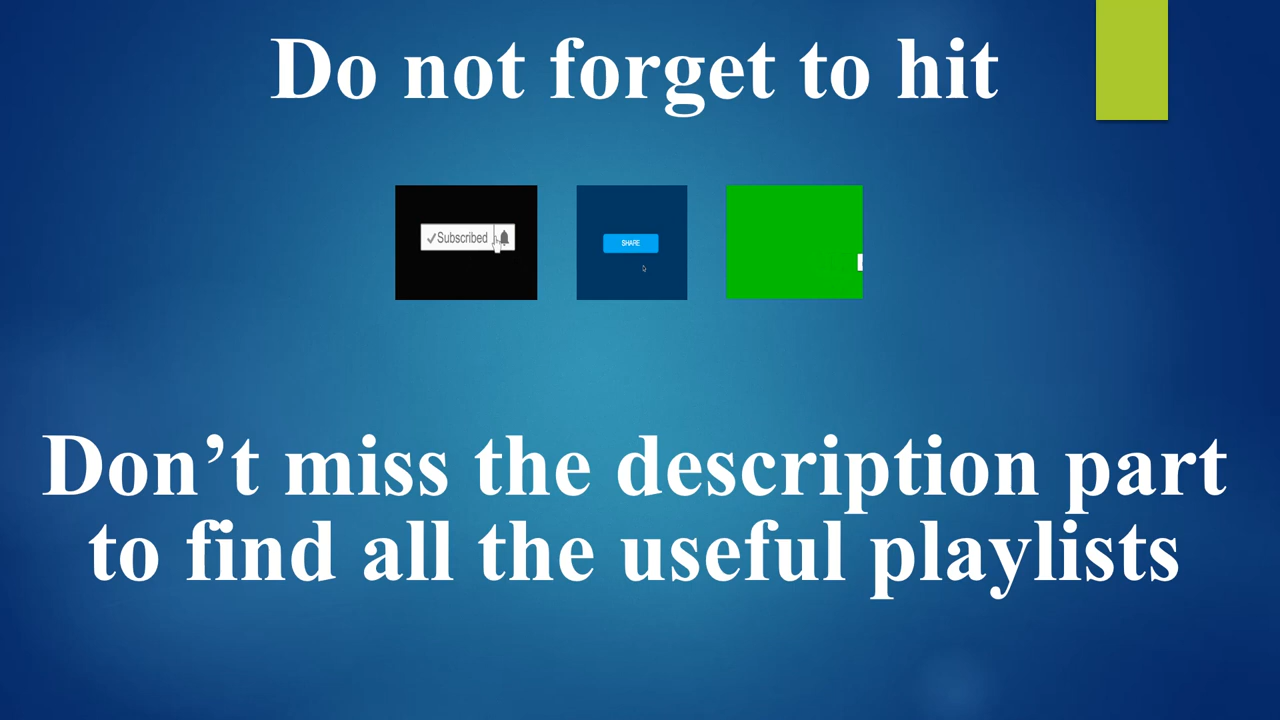 Do not forget to hit
Subscribed
SHARE
Don’t miss the description part
to find all the useful playlists